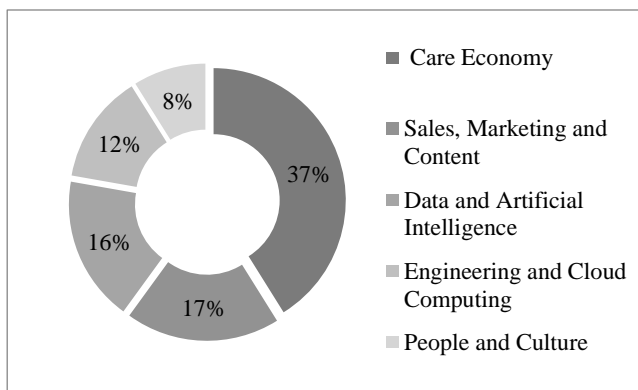 8%
12%
37%
16%
17%
Care Economy
Sales, Marketing and
Content
Data and Artificial
Intelligence
Engineering and Cloud
Computing
People and Culture